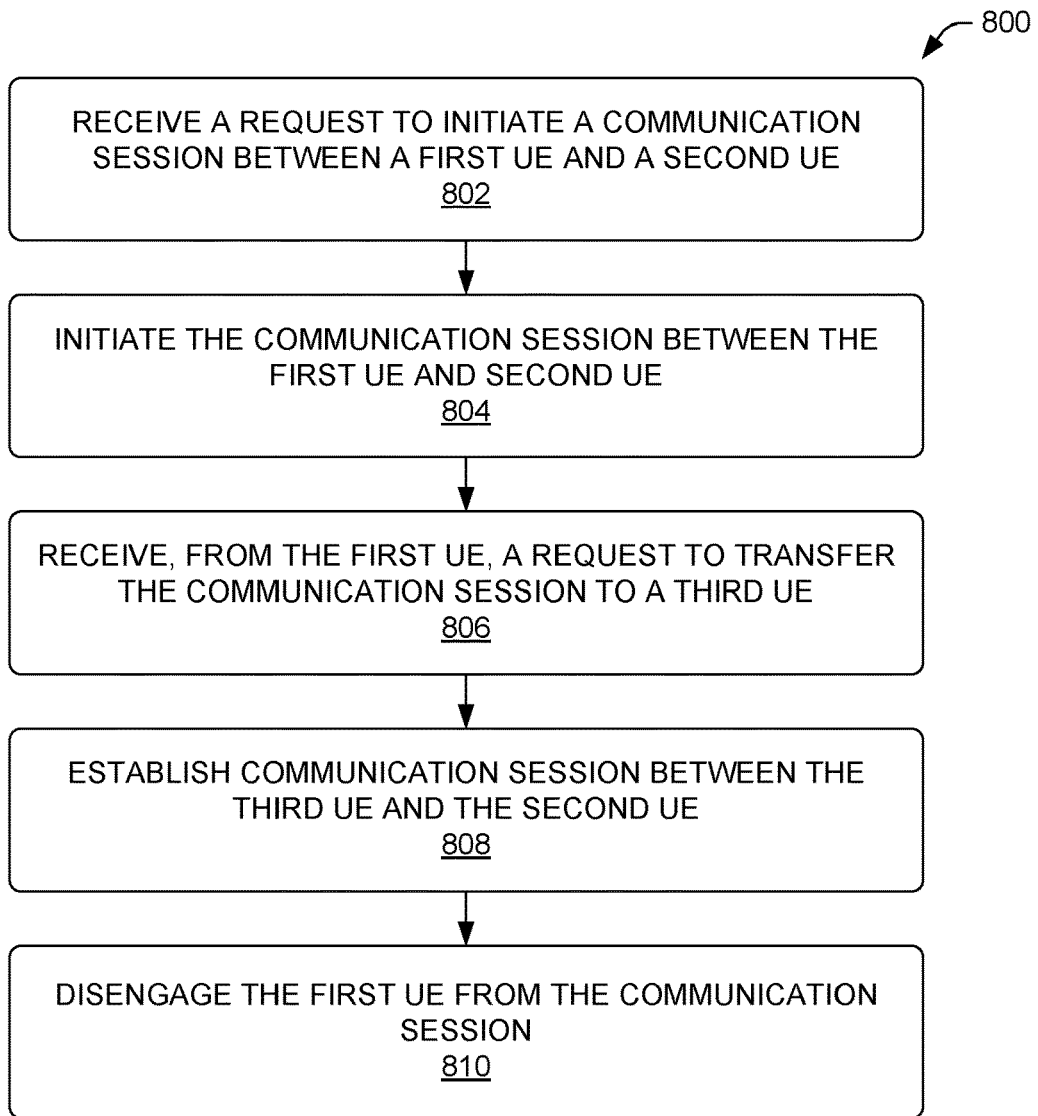 800
RECEIVE A REQUEST TO INITIATE A COMMUNICATION
SESSION BETWEEN A FIRST UE AND A SECOND UE
802
INITIATE THE COMMUNICATION SESSION BETWEEN THE
FIRST UE AND SECOND UE
804
RECEIVE, FROM THE FIRST UE, A REQUEST TO TRANSFER
THE COMMUNICATION SESSION TO A THIRD UE
806
ESTABLISH COMMUNICATION SESSION BETWEEN THE
THIRD UE AND THE SECOND UE
808
DISENGAGE THE FIRST UE FROM THE COMMUNICATION
SESSION
810